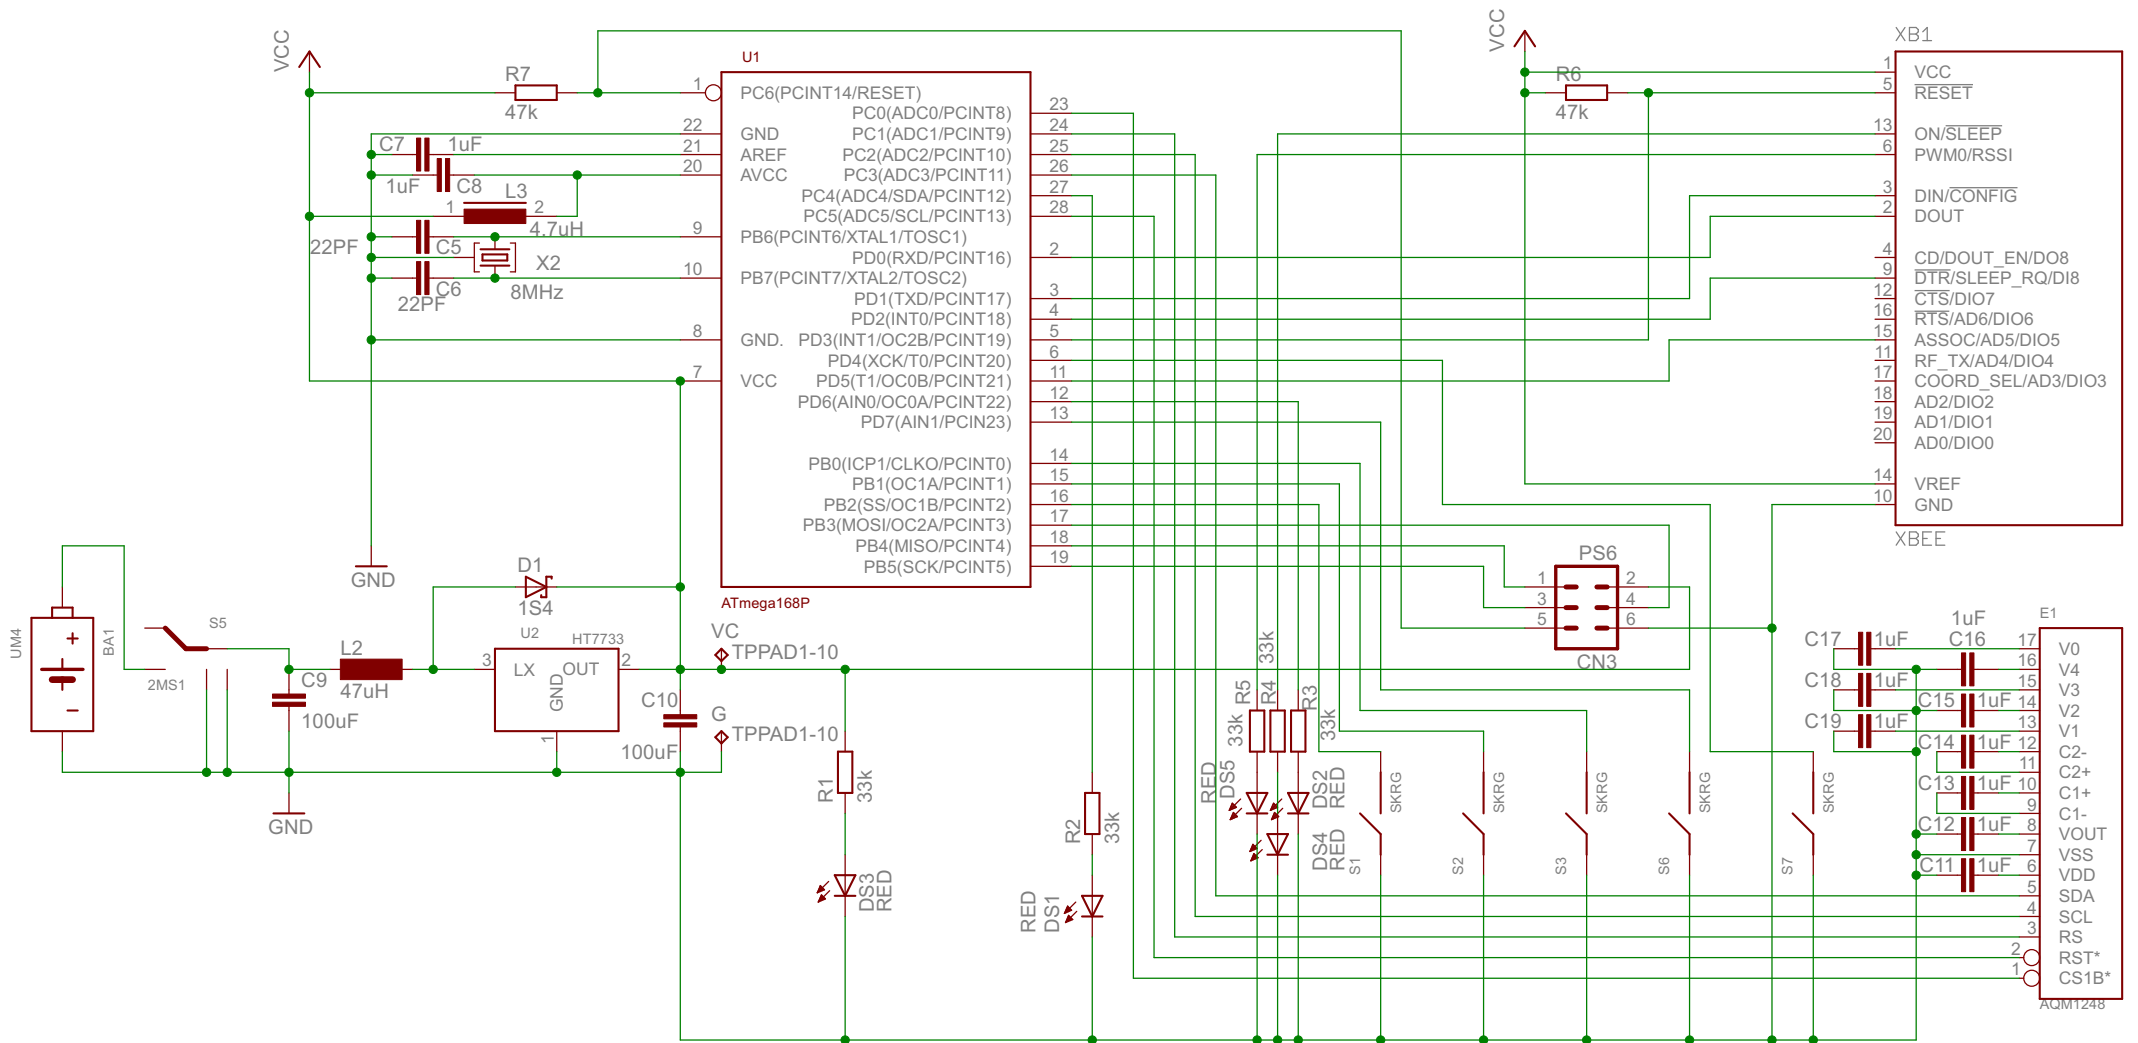 VCC
R7
47k
C7
1uF
1uF
C8
L3
1
2
4.7uH
22PF
C5
X2
C6
22PF
8MHz
GND
U1
1
PC6(PCINT14/RESET)
22
GND
21
AREF
20
AVCC
9
PB6(PCINT6/XTAL1/TOSC1)
10
PB7(PCINT7/XTAL2/TOSC2)
8
GND.
7
VCC
PC0(ADC0/PCINT8)
23
PC1(ADC1/PCINT9)
24
PC2(ADC2/PCINT10)
25
PC3(ADC3/PCINT11)
26
PC4(ADC4/SDA/PCINT12)
27
PC5(ADC5/SCL/PCINT13)
28
PD0(RXD/PCINT16)
2
PD1(TXD/PCINT17)
3
PD2(INT0/PCINT18)
4
PD3(INT1/OC2B/PCINT19)
5
PD4(XCK/T0/PCINT20)
6
PD5(T1/OC0B/PCINT21)
11
PD6(AIN0/OC0A/PCINT22)
12
PD7(AIN1/PCIN23)
13
PB0(ICP1/CLKO/PCINT0)
14
PB1(OC1A/PCINT1)
15
PB2(SS/OC1B/PCINT2)
16
PB3(MOSI/OC2A/PCINT3)
17
PB4(MISO/PCINT4)
18
PB5(SCK/PCINT5)
19
ATmega168P
VCC
R6
47k
XB1
1
VCC
5
RESET
13
ON/SLEEP
6
PWM0/RSSI
3
DIN/CONFIG
2
DOUT
4
CD/DOUT_EN/DO8
9
DTR/SLEEP_RQ/DI8
12
CTS/DIO7
16
RTS/AD6/DIO6
15
ASSOC/AD5/DIO5
11
RF_TX/AD4/DIO4
17
COORD_SEL/AD3/DIO3
18
AD2/DIO2
19
AD1/DIO1
20
AD0/DIO0
14
VREF
10
GND
XBEE
UM4
BA1
S5
2MS1
C9
100uF
GND
L2
47uH
D1
1S4
U2
HT7733
3
LX
OUT
2
GND
1
C10
100uF
VC
TPPAD1-10
G
TPPAD1-10
R1
33k
DS3
RED
R2
33k
RED
DS1
33k
R5
R4
R3
33k
33k
RED
DS5
DS2
RED
DS4
RED
SKRG
S1
SKRG
S2
SKRG
S3
SKRG
S6
SKRG
S7
PS6
1
2
3
4
5
6
CN3
E1
1uF
C17
1uF
C16
17
V0
16
V4
C18
1uF
15
V3
C15
1uF
14
V2
C19
1uF
13
V1
C14
1uF
12
C2-
11
C2+
C13
1uF
10
C1+
9
C1-
C12
1uF
8
VOUT
7
VSS
C11
1uF
6
VDD
5
SDA
4
SCL
3
RS
2
RST*
1
CS1B*
AQM1248